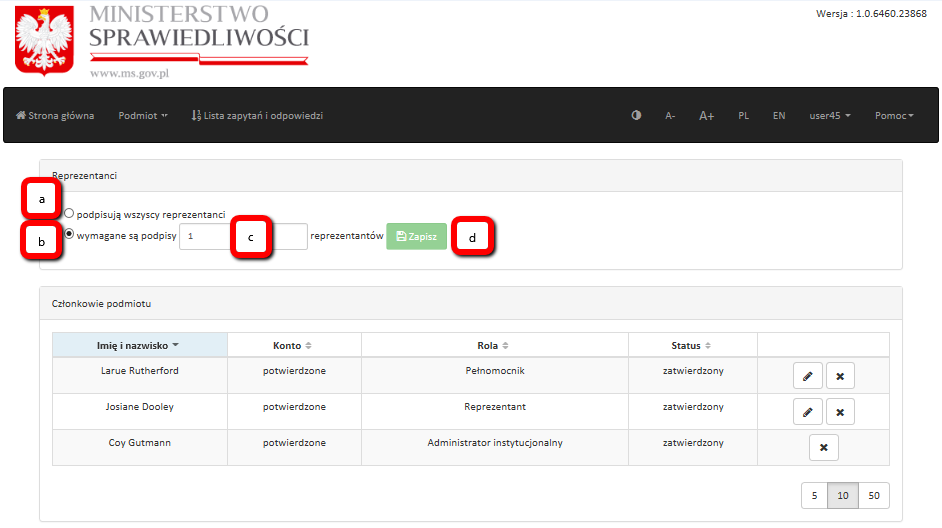 MINISTERSTWO
SPRAWIEDLIWOŚCI
www.ms.gov.pl
Wersja : 1.0.6460.23868
Strona główna Podmiot Lista zapytań i odpowiedzi A- A+ PL EN user45 Pomoc
Reprezentanci
a
podpisują wszyscy reprezentanci
b wymagane są podpisy 1 c reprezentantów Zapisz d
Członkowie podmiotu
Imię i nazwisko Konto Rola Status
Larue Rutherford potwierdzone Pełnomocnik zatwierdzony
Josiane Dooley potwierdzone Reprezentant zatwierdzony
Coy Gutmann potwierdzone Administrator instytucjonalny zatwierdzony
5 10 50